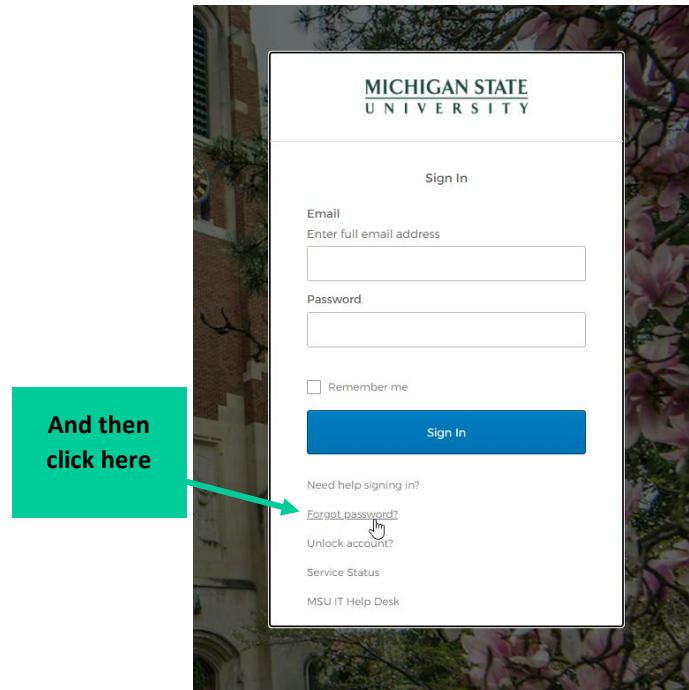 MICHIGAN STATE
UNIVERSITY
Sign In
Email
Enter full email address
Password
Remember me
Sign In
And then
click here
Need help signing in?
Forgot password?
Unlock account?
Service Status
MSU IT Help Desk